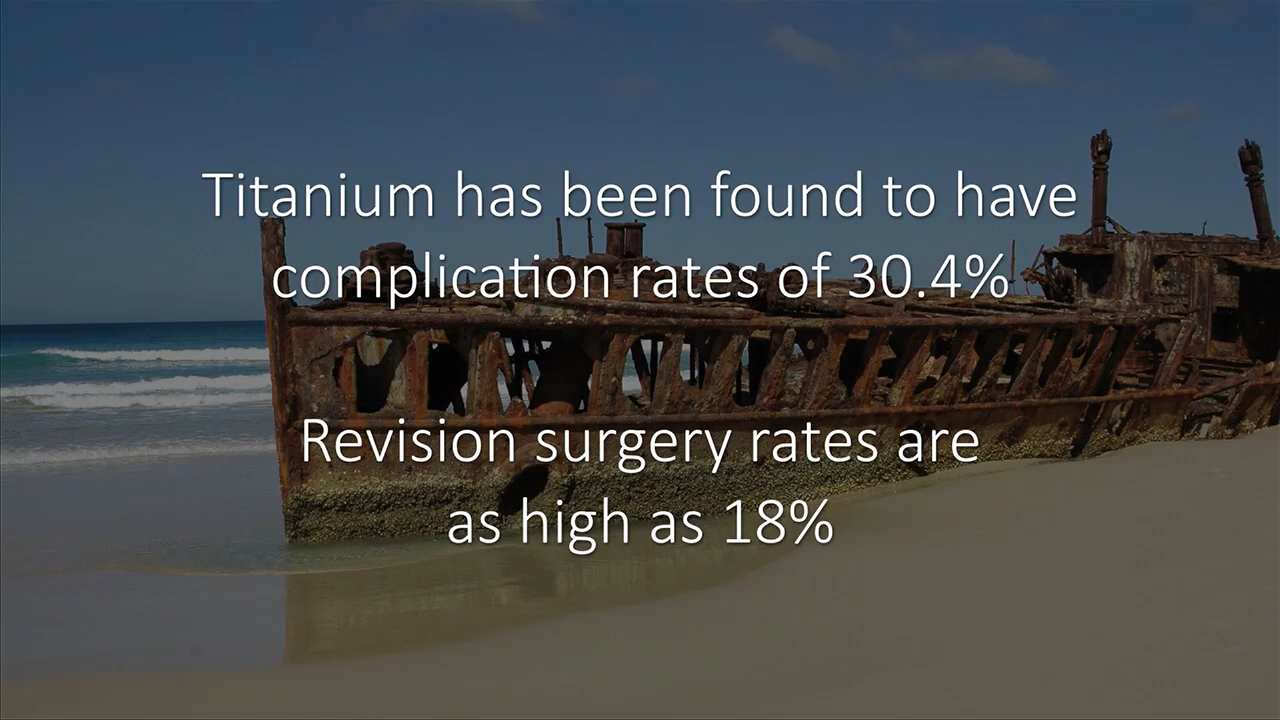 Titanium has been found to have
complication rates of 30.4%
Revision surgery rates are
as high as 18%